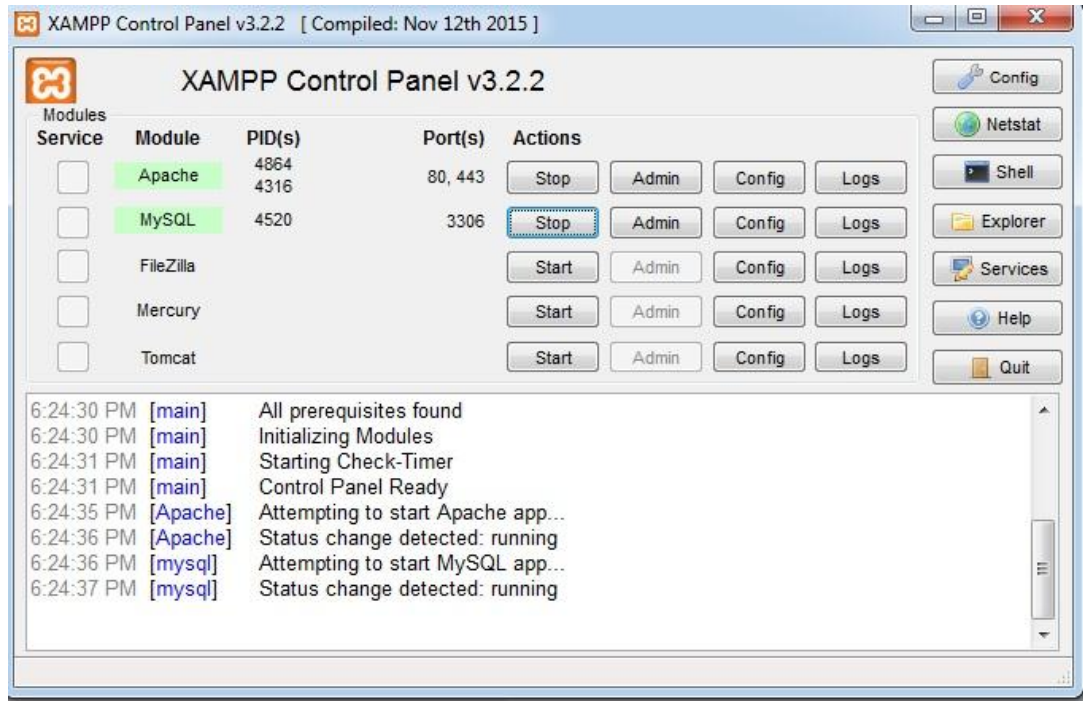 XAMPP Control Panel v3.2.2 [ Compiled: Nov 12th 2015 ]
XAMPP Control Panel v3.2.2
Config
Modules
Service Module PID(s) Port(s) Actions
Netstat
Apache 4864 4316 80, 443 Stop Admin Config Logs
Shell
MySQL 4520 3306 Stop Admin Config Logs
Explorer
FileZilla Start Admin Config Logs
Services
Mercury Start Admin Config Logs
Help
Tomcat Start Admin Config Logs
Quit
6:24:30 PM [main] All prerequisites found
6:24:30 PM [main] Initializing Modules
6:24:31 PM [main] Starting Check-Timer
6:24:31 PM [main] Control Panel Ready
6:24:35 PM [Apache] Attempting to start Apache app...
6:24:36 PM [Apache] Status change detected: running
6:24:36 PM [mysql] Attempting to start MySQL app...
6:24:37 PM [mysql] Status change detected: running